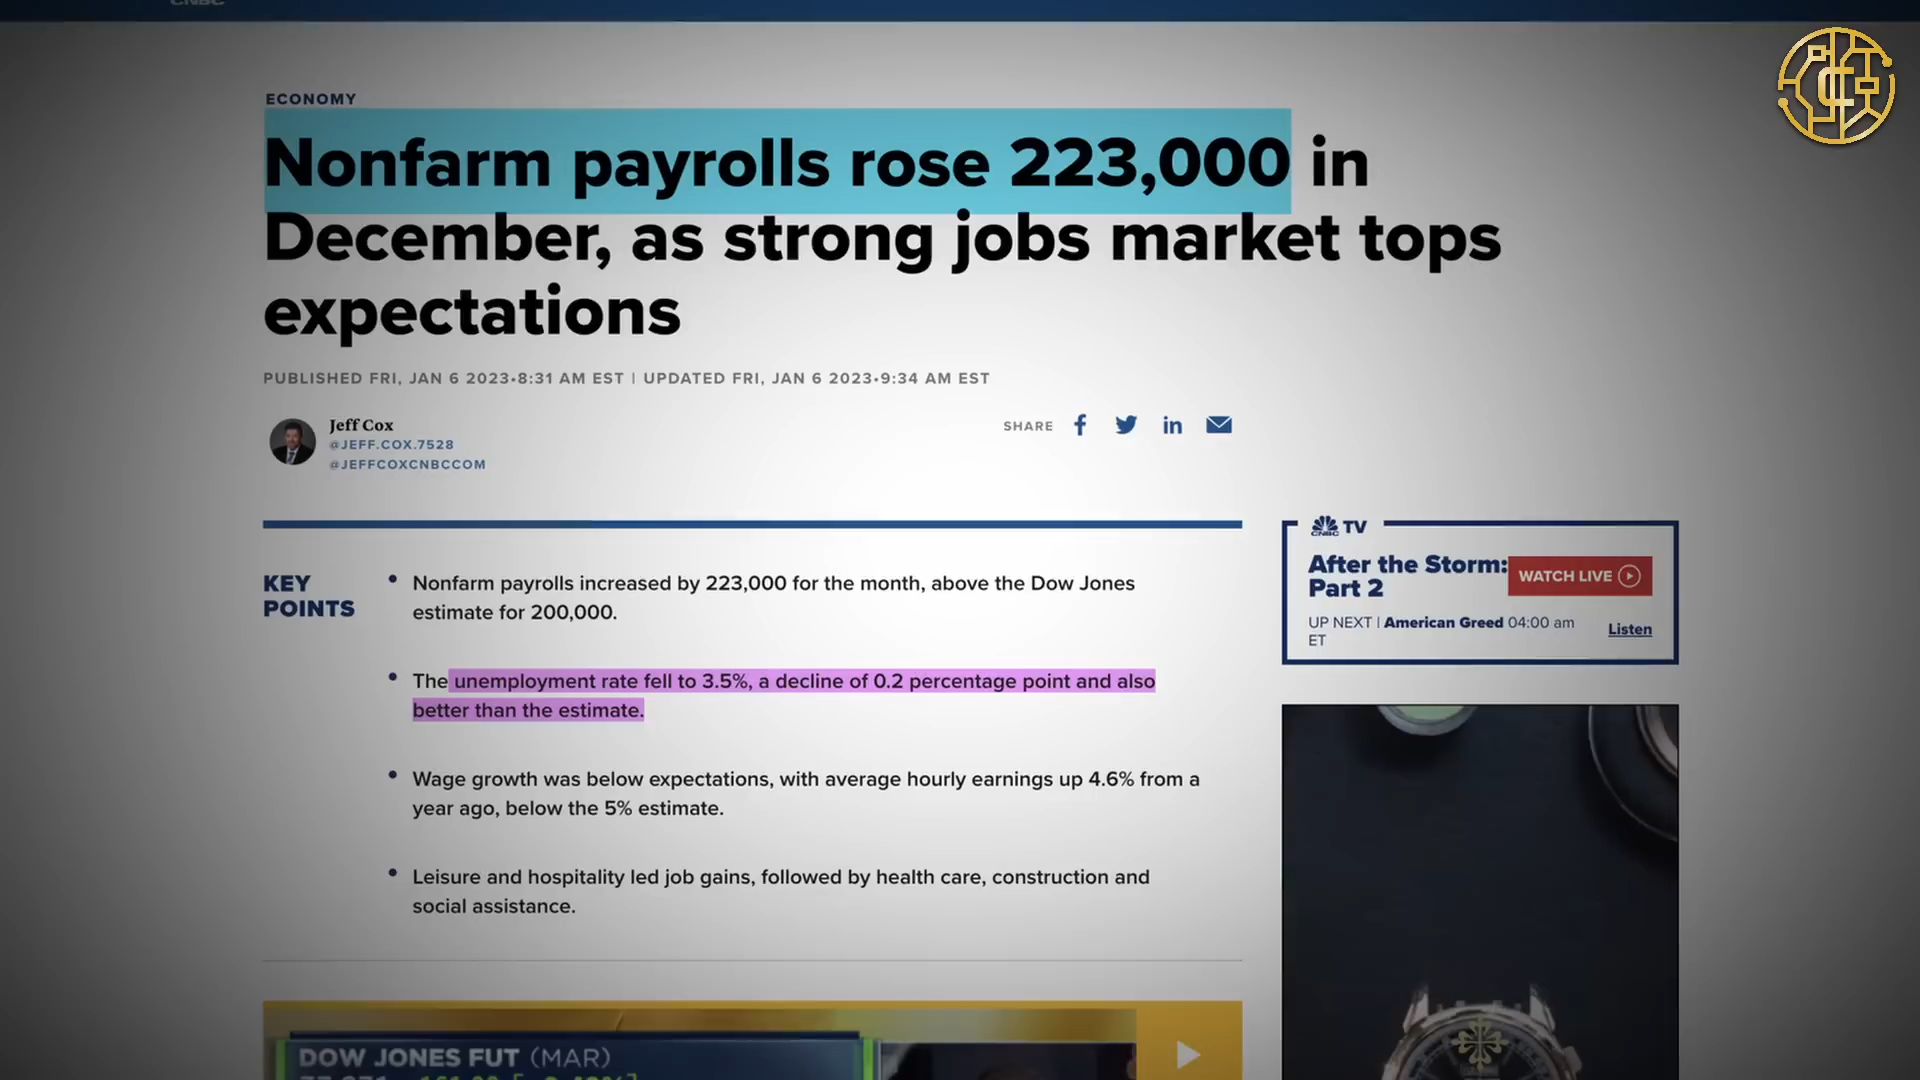 CNBC
ECONOMY
Nonfarm payrolls rose 223,000 in
December, as strong jobs market tops
expectations
PUBLISHED FRI, JAN 6 2023•8:31 AM EST | UPDATED FRI, JAN 6 2023•9:34 AM EST
Jeff Cox
@JEFF.COX.7528
@JEFFCOXCNBCCOM
SHARE
KEY
POINTS
• Nonfarm payrolls increased by 223,000 for the month, above the Dow Jones
estimate for 200,000.
• The unemployment rate fell to 3.5%, a decline of 0.2 percentage point and also
better than the estimate.
• Wage growth was below expectations, with average hourly earnings up 4.6% from a
year ago, below the 5% estimate.
• Leisure and hospitality led job gains, followed by health care, construction and
social assistance.
CNBC TV
After the Storm:
Part 2
WATCH LIVE
UP NEXT | American Greed 04:00 am
ET
Listen
DOW JONES FUT (MAR)